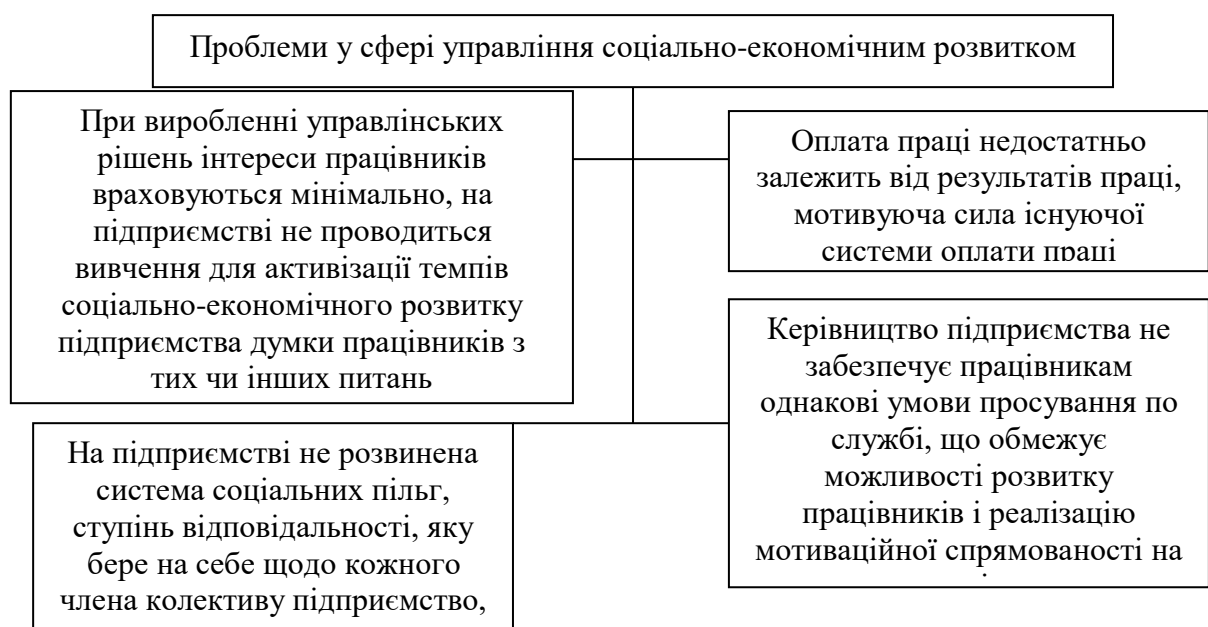 Проблеми у сфері управління соціально-економічним розвитком
При виробленні управлінських
рішень інтереси працівників
враховуються мінімально, на
підприємстві не проводиться
вивчення для активізації темпів
соціально-економічного розвитку
підприємства думки працівників з
тих чи інших питань
Оплата праці недостатньо
залежить від результатів праці,
мотивуюча сила існуючої
системи оплати праці
На підприємстві не розвинена
система соціальних пільг,
ступінь відповідальності, яку
бере на себе щодо кожного
члена колективу підприємство,
Керівництво підприємства не
забезпечує працівникам
однакові умови просування по
службі, що обмежує
можливості розвитку
працівників і реалізацію
мотиваційної спрямованості на